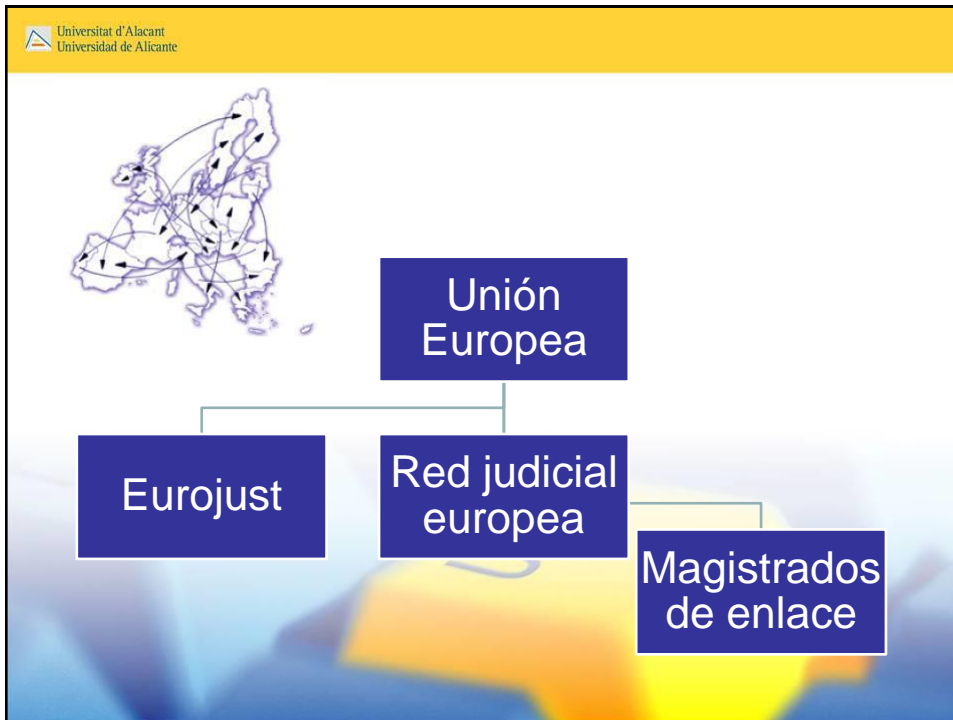 Universitat d'Alacant
Universidad de Alicante
Unión
Europea
Eurojust
Red judicial
europea
Magistrados
de enlace